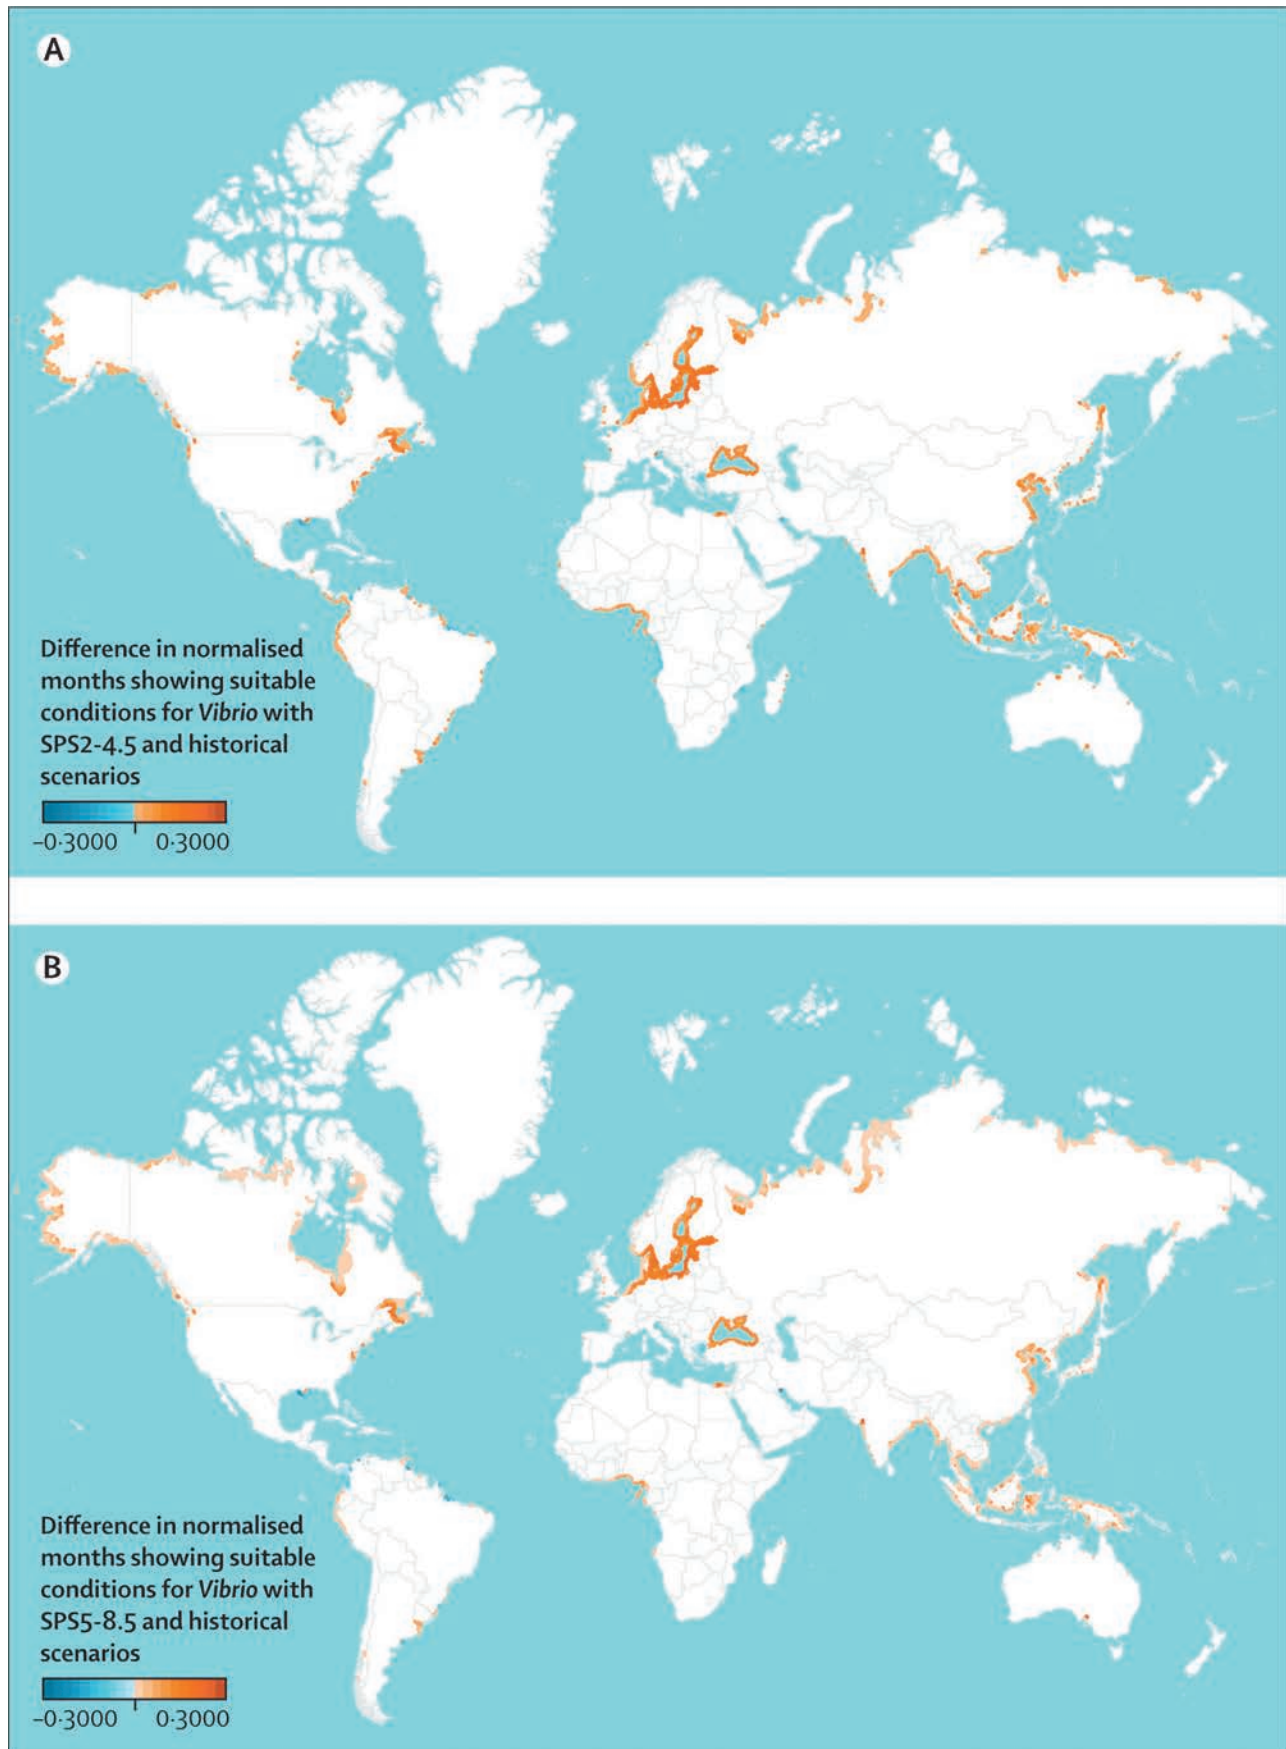 A
Difference in normalised
months showing suitable
conditions for Vibrio with
SPS2-4.5 and historical
scenarios
–0·3000 0·3000
B
Difference in normalised
months showing suitable
conditions for Vibrio with
SPS5-8.5 and historical
scenarios
–0·3000 0·3000